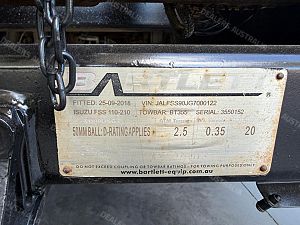 BARTLETT
FITTED: 25-09-2018 VIN: JALFSS90JG7000122
ISUZU FSS 110-210 TOWBAR: BT355 SERIAL: 3550152
50MM BALL: D-RATING APPLIES 2.5 0.35 20
DO NOT EXCEED COUPLING OR TOWBAR RATINGS - FOR TOWING PURPOSES ONLY
www.bartlett-equip.com.au